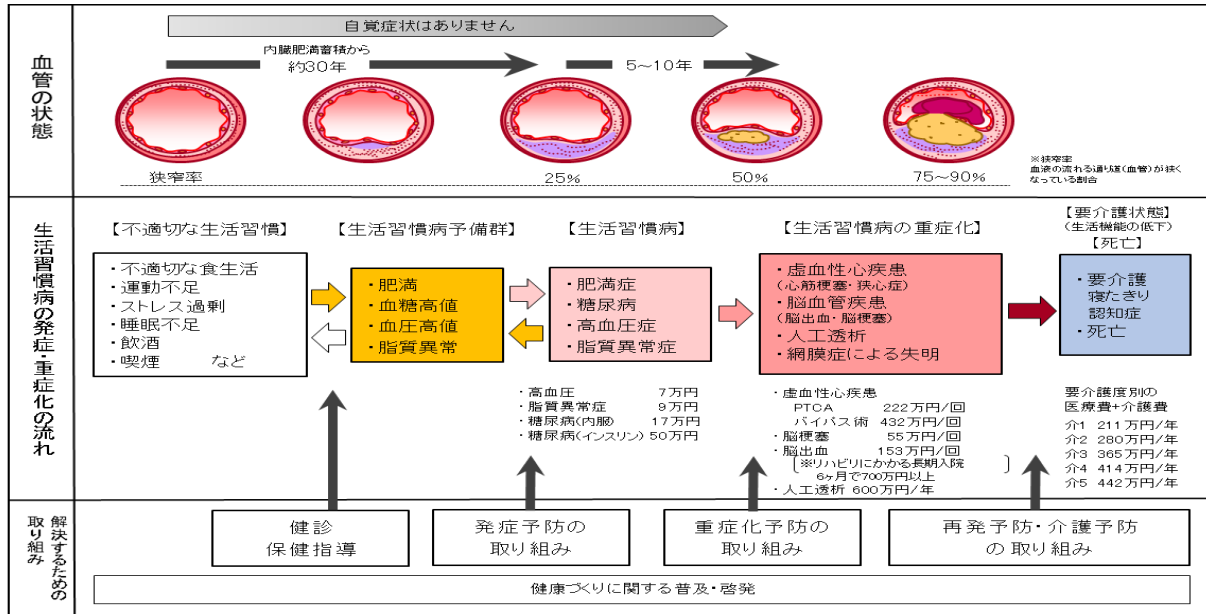 血管の状態
自覚症状はありません
内臓肥満蓄積から
約30年
5～10年
狭窄率
25%
50%
75～90%
※狭窄率
血液の流れる通り道(血管)が狭く
なっている割合
生活習慣病の発症・重症化の流れ
【不適切な生活習慣】
・不適切な食生活
・運動不足
・ストレス過剰
・睡眠不足
・飲酒
・喫煙 など
【生活習慣病予備群】
・肥満
・血糖高値
・血圧高値
・脂質異常
【生活習慣病】
・肥満症
・糖尿病
・高血圧症
・脂質異常症
・高血圧 7万円
・脂質異常症 9万円
・糖尿病(内服) 17万円
・糖尿病(インスリン) 50万円
【生活習慣病の重症化】
・虚血性心疾患
(心筋梗塞・狭心症)
・脳血管疾患
(脳出血・脳梗塞)
・人工透析
・網膜症による失明
・虚血性心疾患
PTCA 222万円/回
バイパス術 432万円/回
・脳梗塞 55万円/回
・脳出血 153万円/回
※リハビリにかかる長期入院
6ヶ月で700万円以上
・人工透析 600万円/年
【要介護状態】
(生活機能の低下)
【死亡】
・要介護
寝たきり
認知症
・死亡
要介護度別の
医療費+介護費
介1 211万円/年
介2 280万円/年
介3 365万円/年
介4 414万円/年
介5 442万円/年
解決するための
取り組み
健診
保健指導
発症予防の
取り組み
重症化予防の
取り組み
再発予防・介護予防
の取り組み
健康づくりに関する普及・啓発